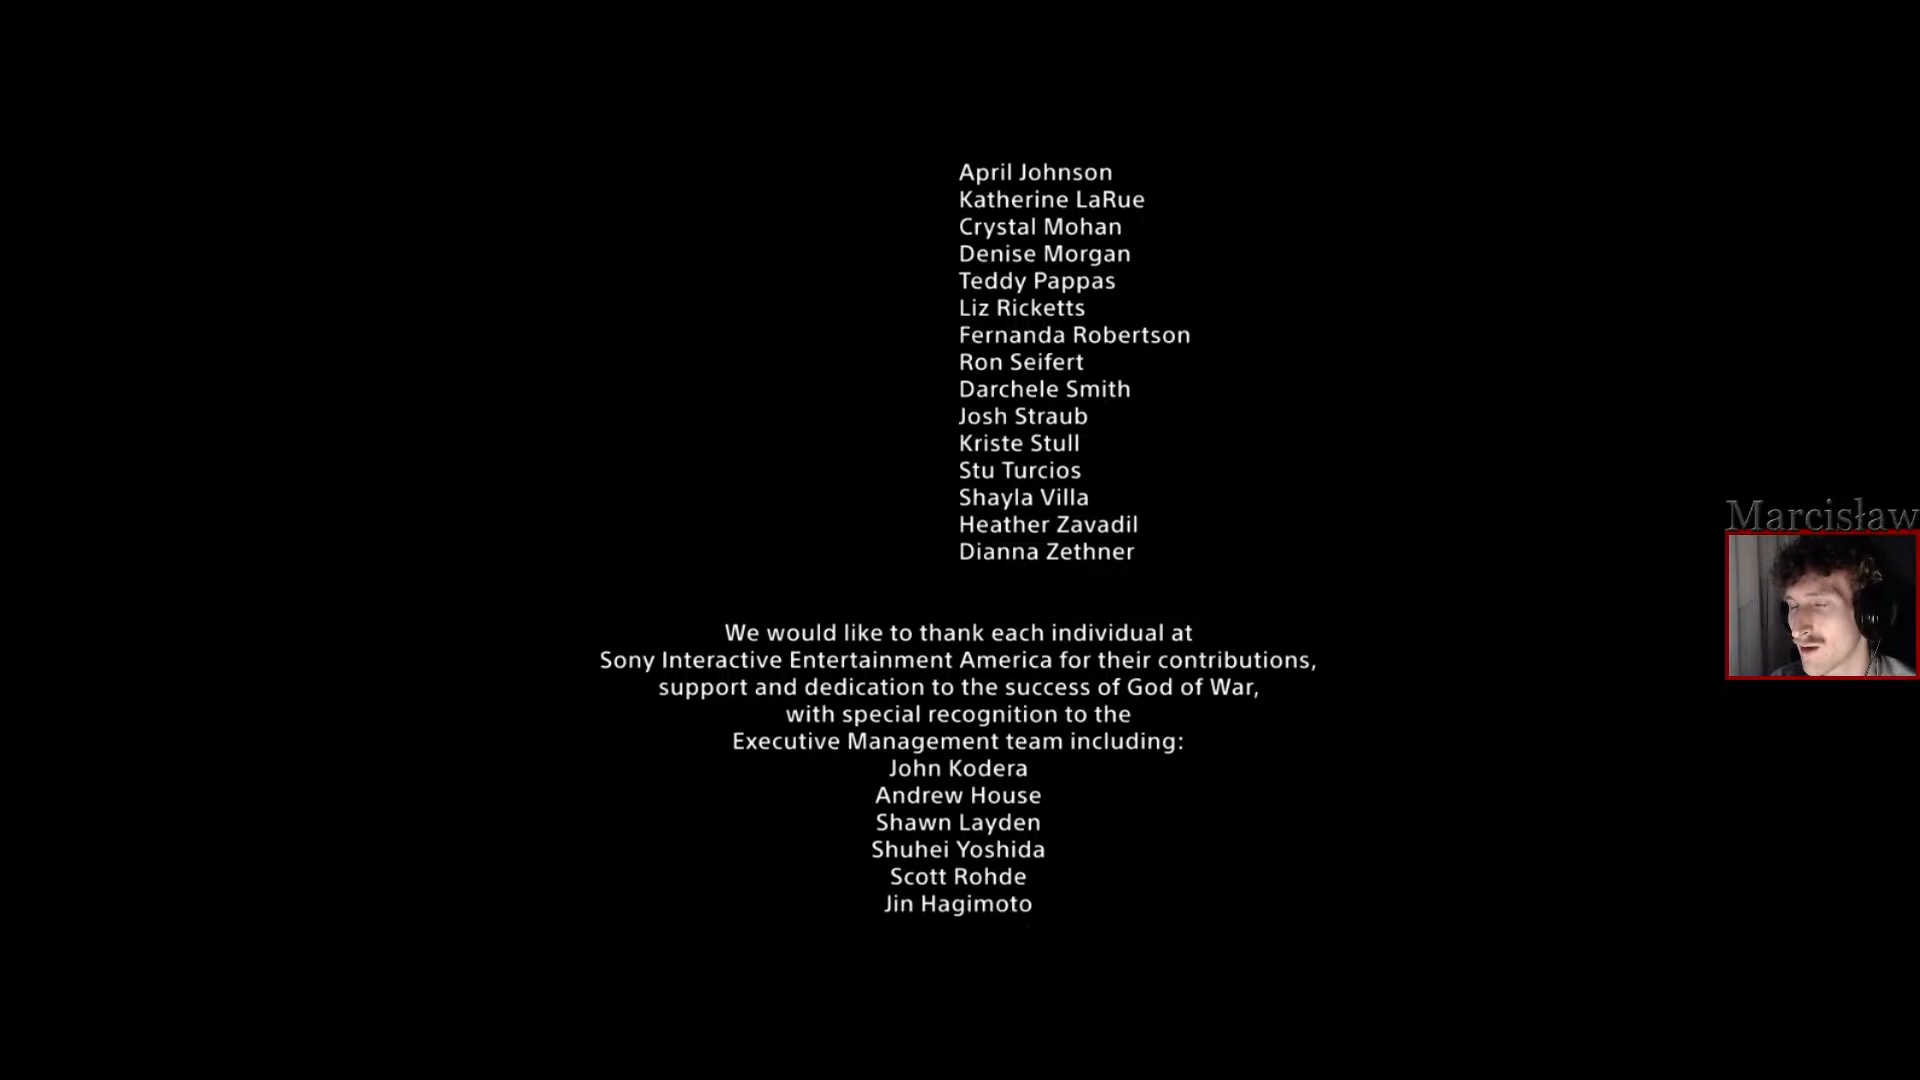 April Johnson
Katherine LaRue
Crystal Mohan
Denise Morgan
Teddy Pappas
Liz Ricketts
Fernanda Robertson
Ron Seifert
Darchele Smith
Josh Straub
Kriste Stull
Stu Turcios
Shayla Villa
Heather Zavadil
Dianna Zethner
We would like to thank each individual at
Sony Interactive Entertainment America for their contributions,
support and dedication to the success of God of War,
with special recognition to the
Executive Management team including:
John Kodera
Andrew House
Shawn Layden
Shuhei Yoshida
Scott Rohde
Jin Hagimoto
Marcisław